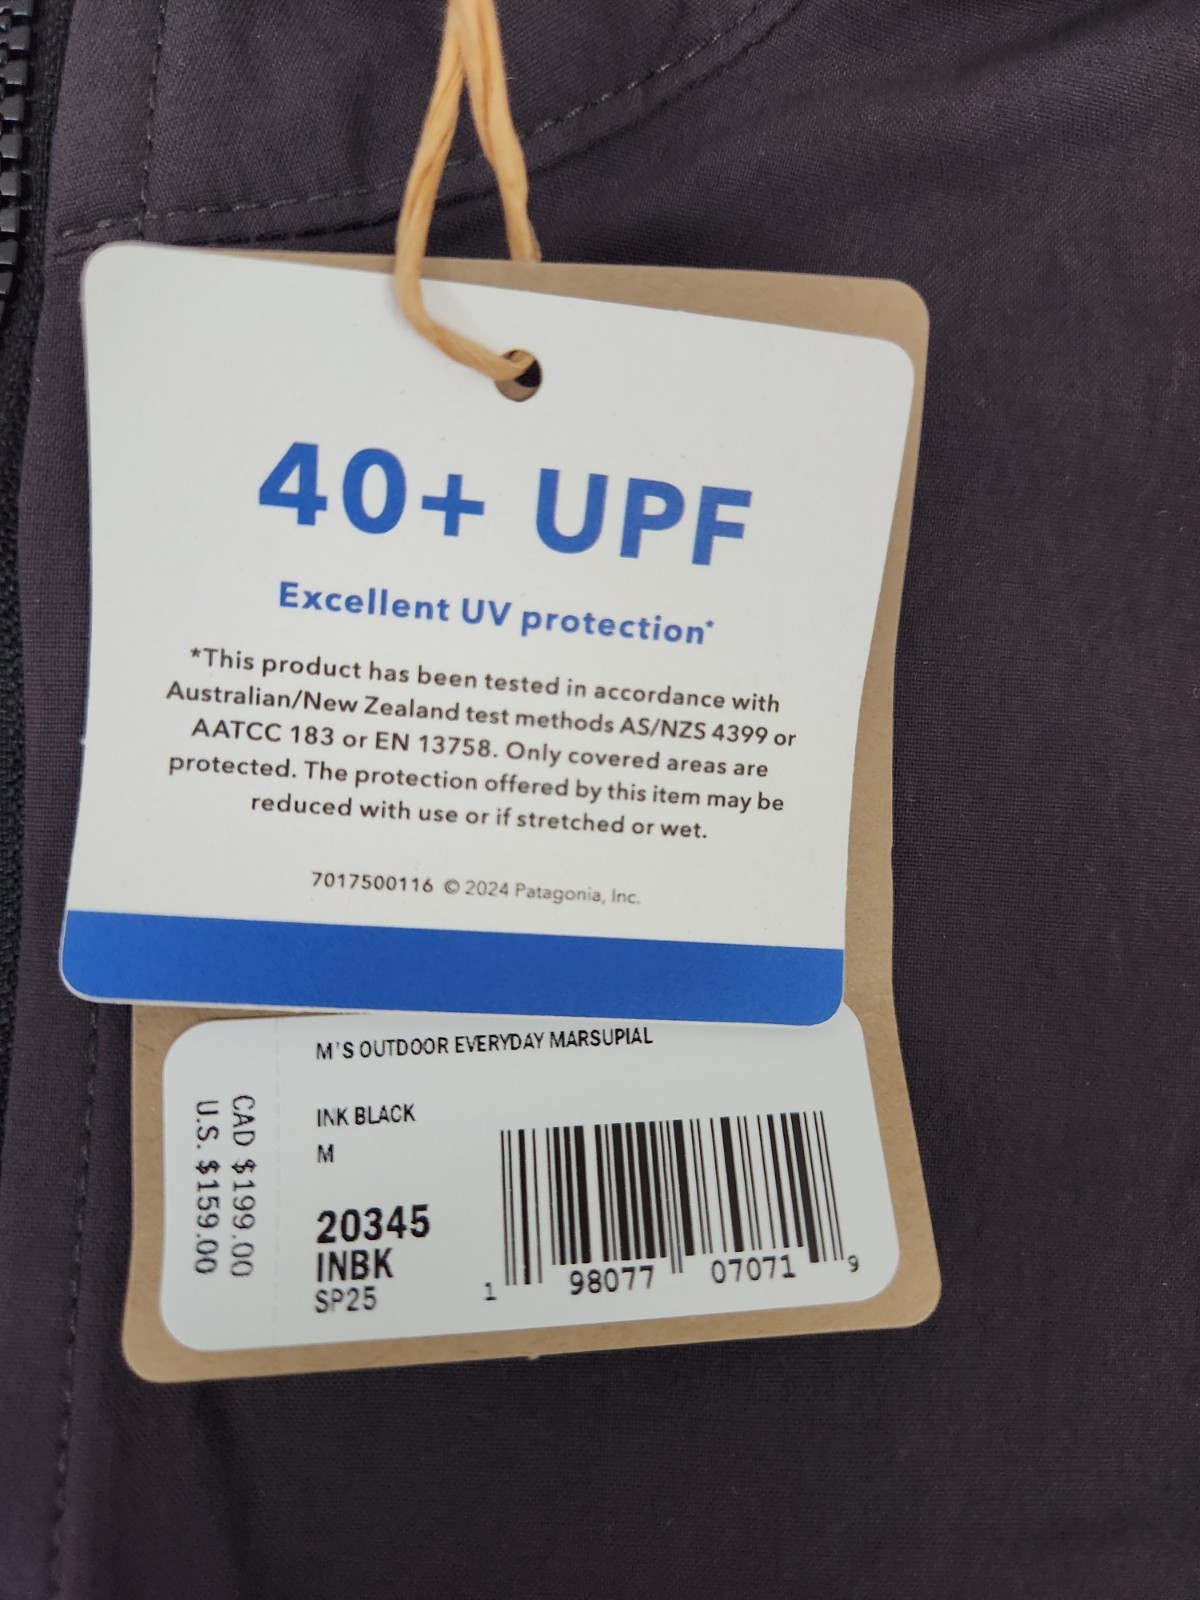 40+ UPF
Excellent UV protection*
*This product has been tested in accordance with
Australian/New Zealand test methods AS/NZS 4399 or
AATCC 183 or EN 13758. Only covered areas are
protected. The protection offered by this item may be
reduced with use or if stretched or wet.
7017500116 © 2024 Patagonia, Inc.
M'S OUTDOOR EVERYDAY MARSUPIAL
INK BLACK
M
20345
INBK
SP25
1 98077 07071 9
CAD $199.00
U.S. $159.00